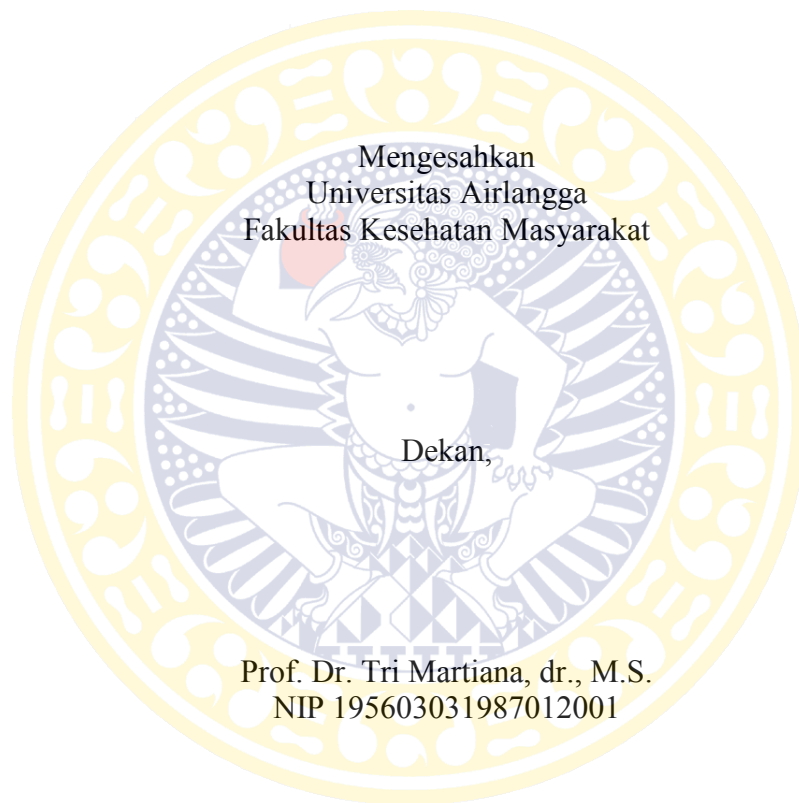 Mengesahkan
Universitas Airlangga
Fakultas Kesehatan Masyarakat
Dekan,
Prof. Dr. Tri Martiana, dr., M.S.
NIP 195603031987012001